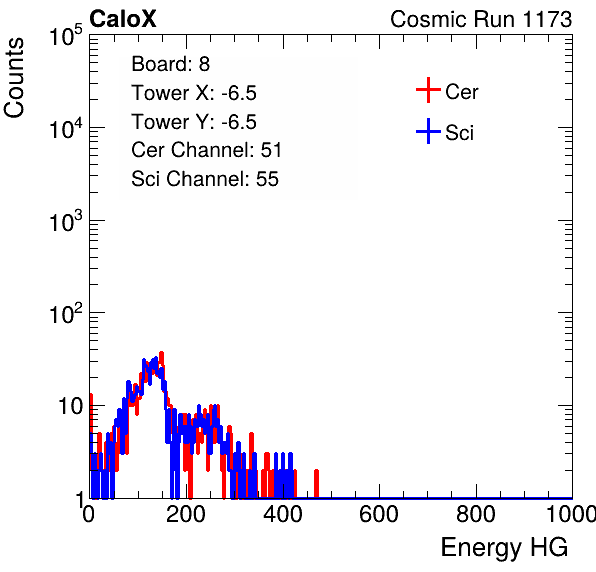 CaloX Cosmic Run 1173
Counts
Board: 8
Tower X: -6.5
Tower Y: -6.5
Cer Channel: 51
Sci Channel: 55
Cer
Sci
10^5
10^4
10^3
10^2
10
1
0 200 400 600 800 1000
Energy HG